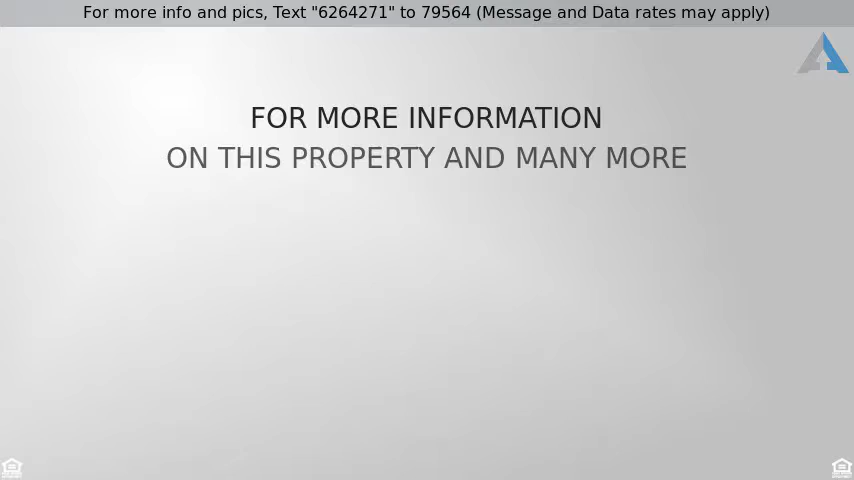 For more info and pics, Text "6264271" to 79564 (Message and Data rates may apply)
FOR MORE INFORMATION
ON THIS PROPERTY AND MANY MORE